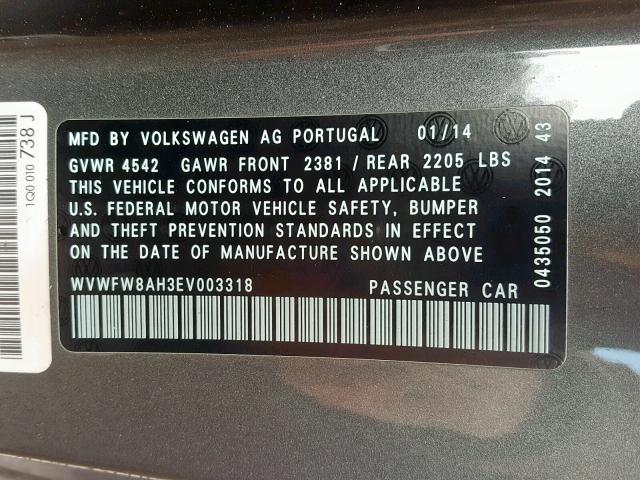 MFD BY VOLKSWAGEN AG PORTUGAL 01/14
GVWR 4542 GAWR FRONT 2381 / REAR 2205 LBS
THIS VEHICLE CONFORMS TO ALL APPLICABLE
U.S. FEDERAL MOTOR VEHICLE SAFETY, BUMPER
AND THEFT PREVENTION STANDARDS IN EFFECT
ON THE DATE OF MANUFACTURE SHOWN ABOVE
WVWFW8AH3EV003318 PASSENGER CAR
0435050 2014 43
1Q0 010 738 J